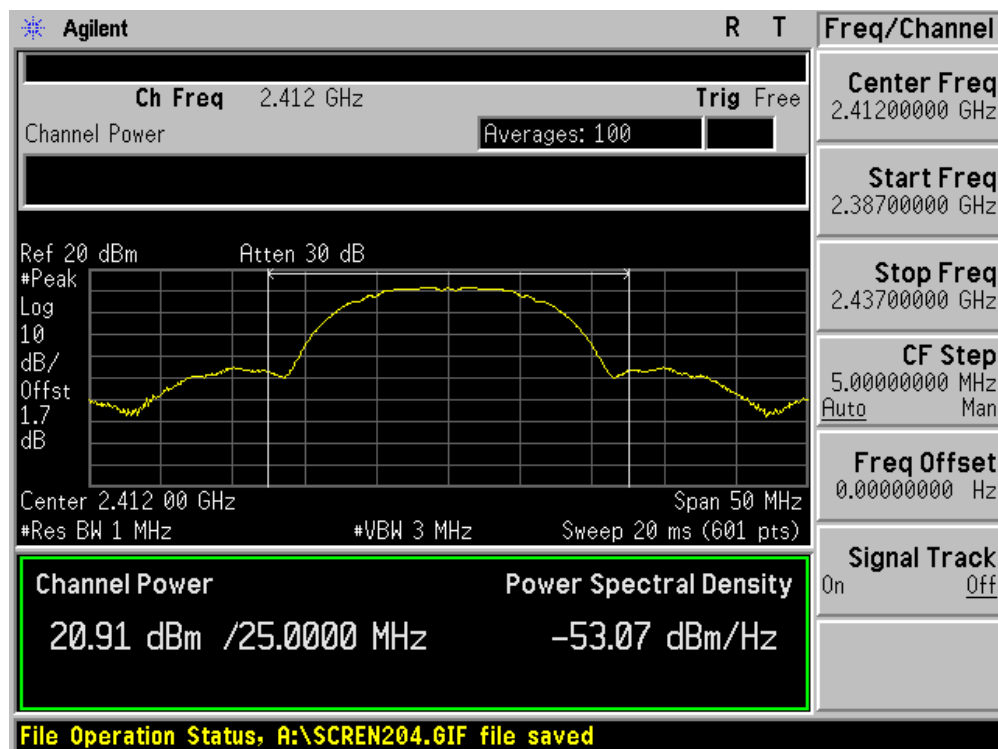 Agilent R T
Freq/Channel
Ch Freq 2.412 GHz Trig Free
Channel Power Averages: 100
Ref 20 dBm Atten 30 dB
#Peak
Log
10
dB/
Offst
1.7
dB
Center 2.412 00 GHz Span 50 MHz
#Res BW 1 MHz #VBW 3 MHz Sweep 20 ms (601 pts)
Channel Power Power Spectral Density
20.91 dBm /25.0000 MHz -53.07 dBm/Hz
Center Freq
2.41200000 GHz
Start Freq
2.38700000 GHz
Stop Freq
2.43700000 GHz
CF Step
5.00000000 MHz
Auto Man
Freq Offset
0.00000000 Hz
Signal Track
On Off
File Operation Status, A:\SCREN204.GIF file saved